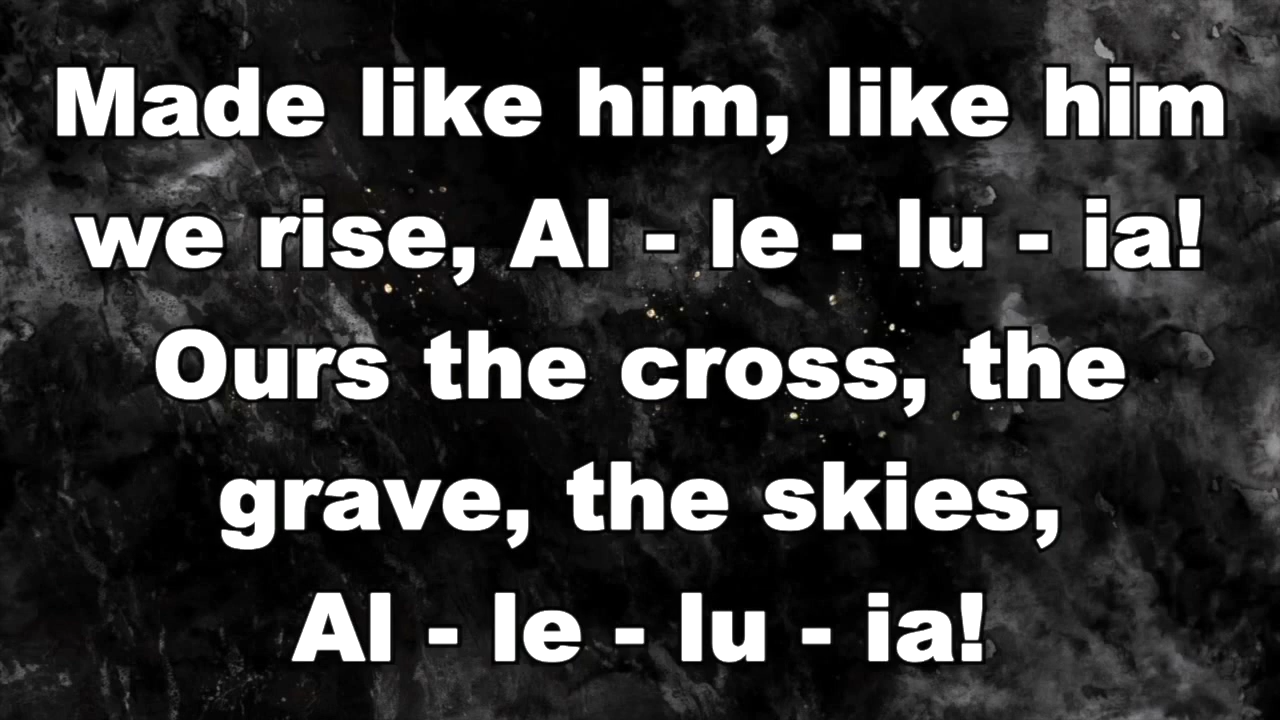 Made like him, like him
we rise, Al - le - lu - ia!
Ours the cross, the
grave, the skies,
Al - le - lu - ia!